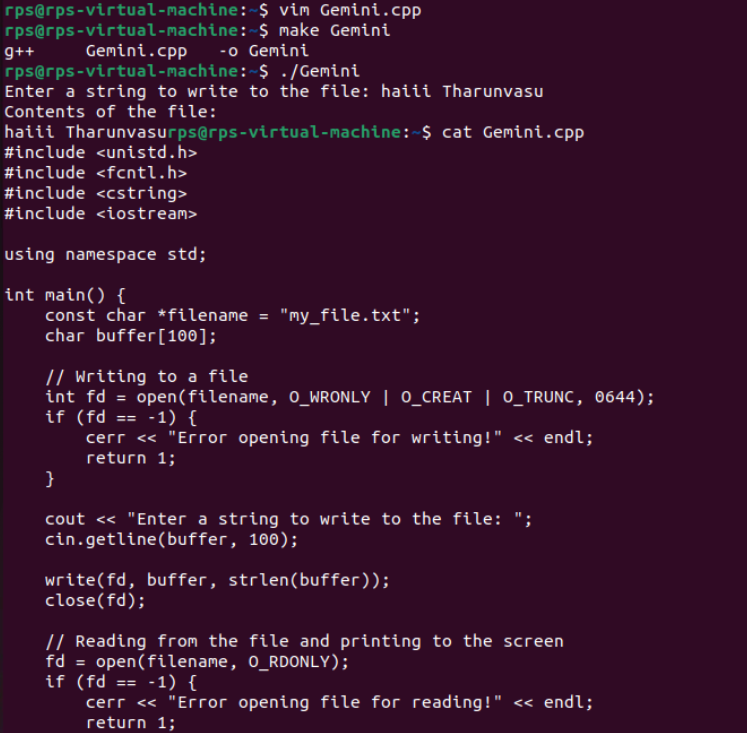 rps@rps-virtual-machine:~$ vim Gemini.cpp
rps@rps-virtual-machine:~$ make Gemini
g++     Gemini.cpp   -o Gemini
rps@rps-virtual-machine:~$ ./Gemini
Enter a string to write to the file: haiii Tharunvasu
Contents of the file:
haiii Tharunvasurps@rps-virtual-machine:~$ cat Gemini.cpp
#include <unistd.h>
#include <fcntl.h>
#include <cstring>
#include <iostream>

using namespace std;

int main() {
    const char *filename = "my_file.txt";
    char buffer[100];

    // Writing to a file
    int fd = open(filename, O_WRONLY | O_CREAT | O_TRUNC, 0644);
    if (fd == -1) {
        cerr << "Error opening file for writing!" << endl;
        return 1;
    }

    cout << "Enter a string to write to the file: ";
    cin.getline(buffer, 100);

    write(fd, buffer, strlen(buffer));
    close(fd);

    // Reading from the file and printing to the screen
    fd = open(filename, O_RDONLY);
    if (fd == -1) {
        cerr << "Error opening file for reading!" << endl;
        return 1;